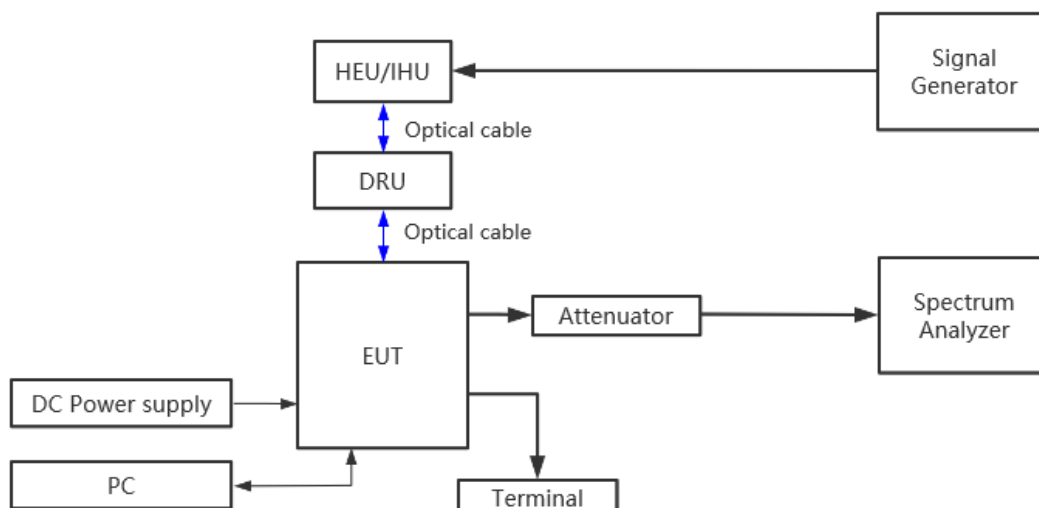 HEU/IHU
Signal
Generator
Optical cable
DRU
Optical cable
EUT
Attenuator
Spectrum
Analyzer
DC Power supply
PC
Terminal